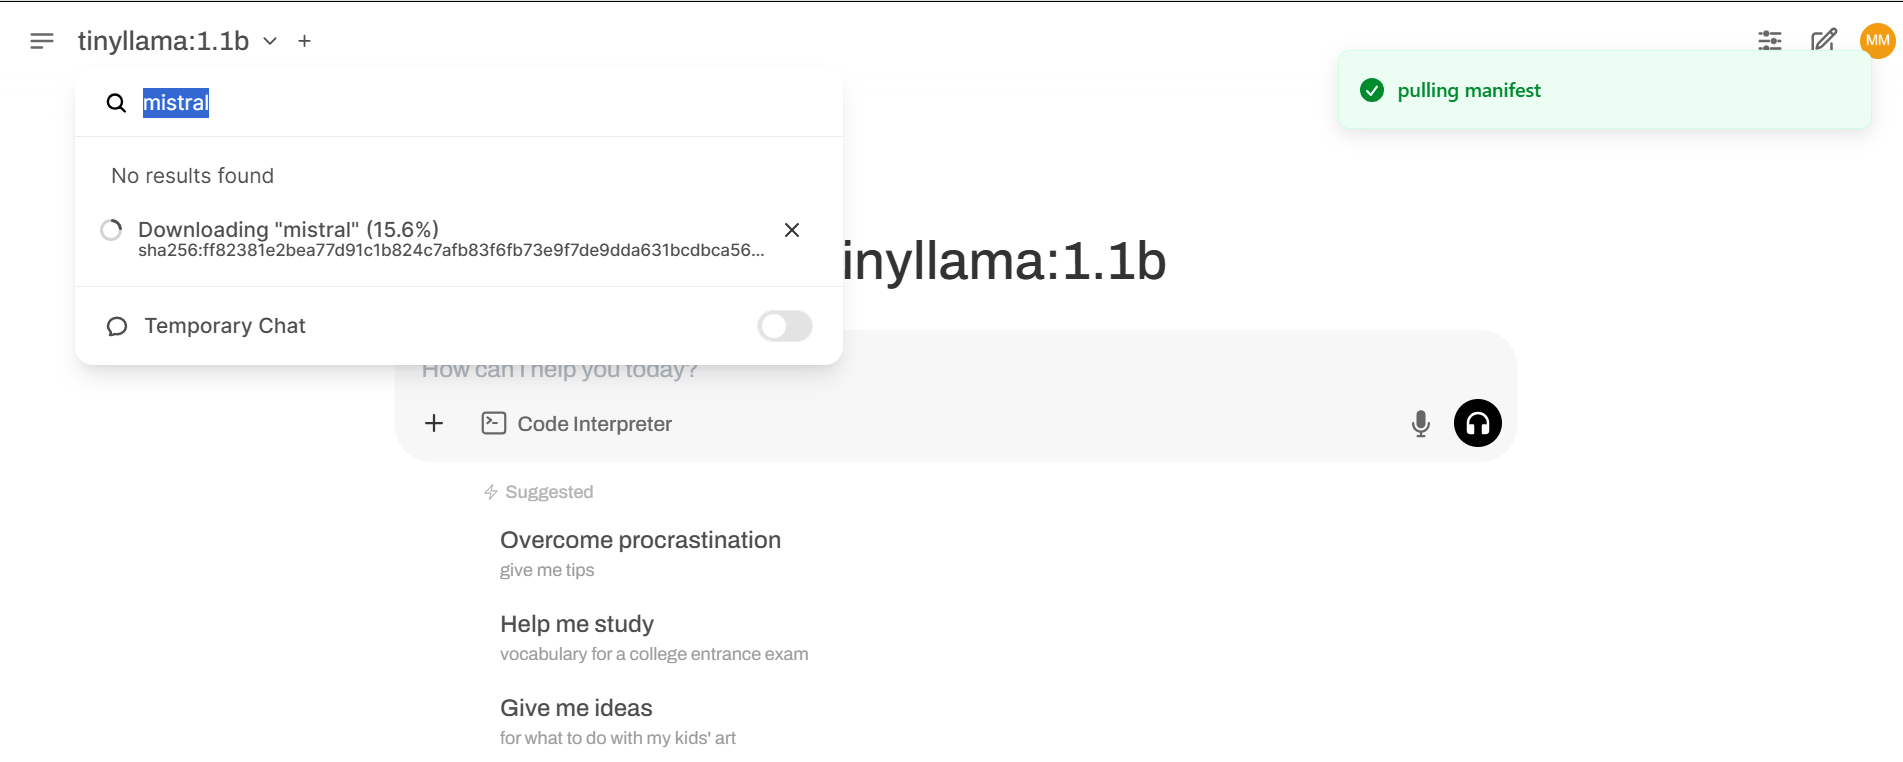 tinyllama:1.1b
MM
mistral
pulling manifest
No results found
Downloading "mistral" (15.6%)
sha256:ff82381e2bea77d91c1b824c7afb83f6fb73e9f7de9dda631bcdbca56...
inyllama:1.1b
Temporary Chat
How can I help you today?
Code Interpreter
Suggested
Overcome procrastination
give me tips
Help me study
vocabulary for a college entrance exam
Give me ideas
for what to do with my kids' art